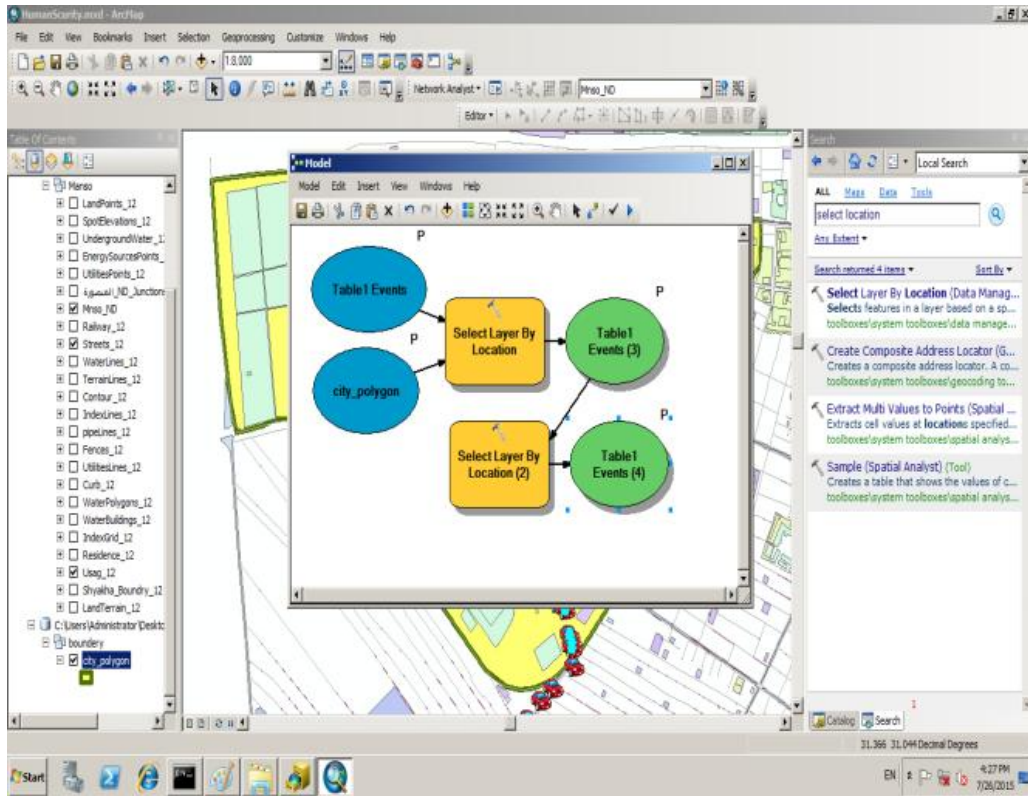 HumanScurity.mxd - ArcMap
File Edit View Bookmarks Insert Selection Geoprocessing Customize Windows Help
1:8,000
Network Analyst
Mnso_ND
Editor
Table Of Contents
Manso
LandPoints_12
SpotElevations_12
UndergroundWater_12
EnergySourcesPoints_
UtilitiesPoints_12
المنصورة_ND_Junctions
Mnso_ND
Railway_12
Streets_12
WaterLines_12
TerrainLines_12
Contour_12
IndexLines_12
pipeLines_12
Fences_12
UtilitiesLines_12
Curb_12
WaterPolygons_12
WaterBuildings_12
IndexGrid_12
Residence_12
Usag_12
Shyakha_Boundry_12
LandTerrain_12
C:\Users\Administrator\Deskto
boundery
city_polygon
Model
Model Edit Insert View Windows Help
P
Table1 Events
P
city_polygon
Select Layer By
Location
P
Table1
Events (3)
Select Layer By
Location (2)
P
Table1
Events (4)
Search
Local Search
ALL Maps Data Tools
select location
Any Extent
Search returned 4 items Sort By
Select Layer By Location (Data Manag...
Selects features in a layer based on a sp...
toolboxes\system toolboxes\data manage...
Create Composite Address Locator (G...
Creates a composite address locator. A co...
toolboxes\system toolboxes\geocoding to...
Extract Multi Values to Points (Spatial ...
Extracts cell values at locations specified...
toolboxes\system toolboxes\spatial analys...
Sample (Spatial Analyst) (Tool)
Creates a table that shows the values of c...
toolboxes\system toolboxes\spatial analys...
1
Catalog Search
31.366 31.044 Decimal Degrees
Start
EN
4:27 PM
7/26/2015